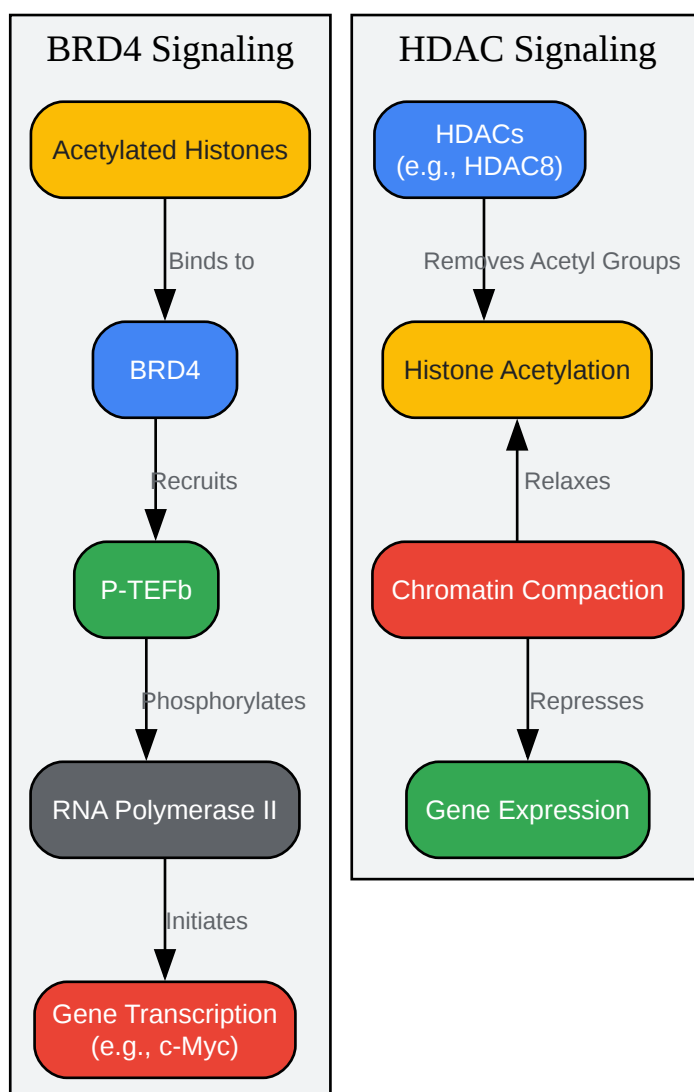 BRD4 Signaling
Acetylated Histones
Binds to
BRD4
Recruits
P-TEFb
Phosphorylates
RNA Polymerase II
Initiates
Gene Transcription
(e.g., c-Myc)
HDAC Signaling
HDACs
(e.g., HDAC8)
Removes Acetyl Groups
Histone Acetylation
Relaxes
Chromatin Compaction
Represses
Gene Expression